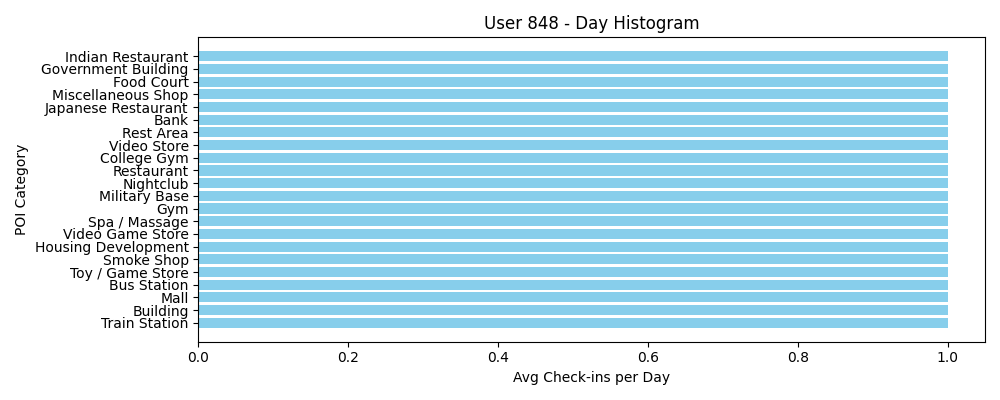 User 848 - Day Histogram
POI Category
Indian Restaurant
Government Building
Food Court
Miscellaneous Shop
Japanese Restaurant
Bank
Rest Area
Video Store
College Gym
Restaurant
Nightclub
Military Base
Gym
Spa / Massage
Video Game Store
Housing Development
Smoke Shop
Toy / Game Store
Bus Station
Mall
Building
Train Station
0.0 0.2 0.4 0.6 0.8 1.0
Avg Check-ins per Day